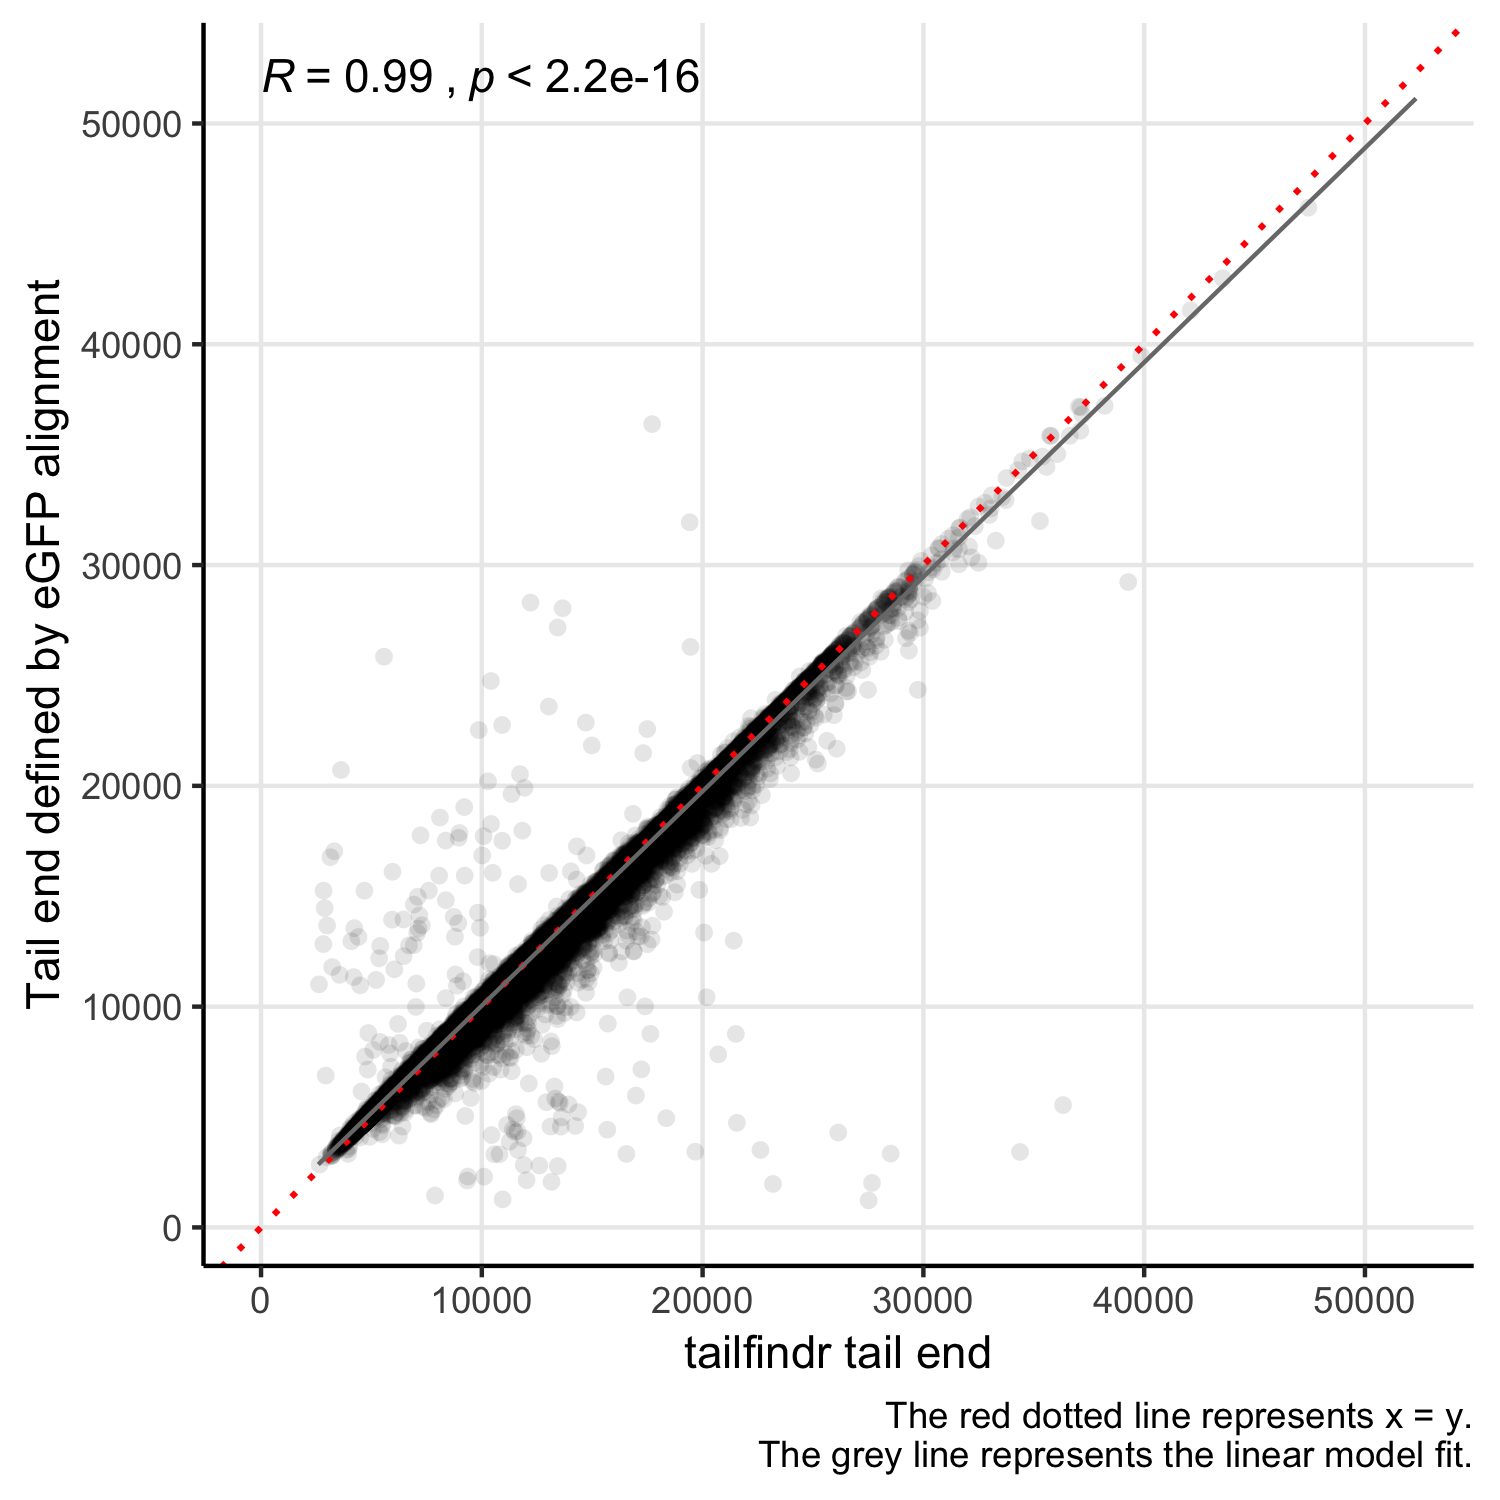 R = 0.99 , p < 2.2e-16
50000
40000
30000
20000
10000
0
Tail end defined by eGFP alignment
0 10000 20000 30000 40000 50000
tailfindr tail end
The red dotted line represents x = y.
The grey line represents the linear model fit.